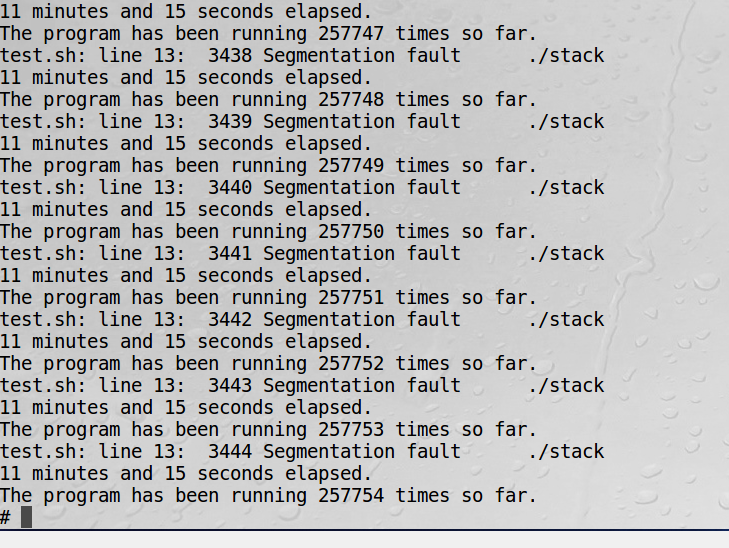 11 minutes and 15 seconds elapsed.
The program has been running 257747 times so far.
test.sh: line 13:  3438 Segmentation fault      ./stack
11 minutes and 15 seconds elapsed.
The program has been running 257748 times so far.
test.sh: line 13:  3439 Segmentation fault      ./stack
11 minutes and 15 seconds elapsed.
The program has been running 257749 times so far.
test.sh: line 13:  3440 Segmentation fault      ./stack
11 minutes and 15 seconds elapsed.
The program has been running 257750 times so far.
test.sh: line 13:  3441 Segmentation fault      ./stack
11 minutes and 15 seconds elapsed.
The program has been running 257751 times so far.
test.sh: line 13:  3442 Segmentation fault      ./stack
11 minutes and 15 seconds elapsed.
The program has been running 257752 times so far.
test.sh: line 13:  3443 Segmentation fault      ./stack
11 minutes and 15 seconds elapsed.
The program has been running 257753 times so far.
test.sh: line 13:  3444 Segmentation fault      ./stack
11 minutes and 15 seconds elapsed.
The program has been running 257754 times so far.
#